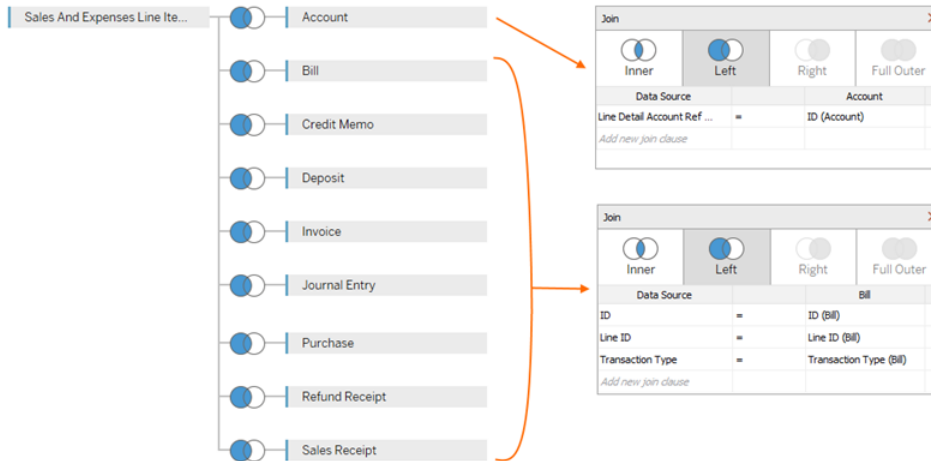 Sales And Expenses Line Ite...
Account
Bill
Credit Memo
Deposit
Invoice
Journal Entry
Purchase
Refund Receipt
Sales Receipt
Join
Inner
Left
Right
Full Outer
Data Source
Account
Line Detail Account Ref ...
=
ID (Account)
Add new join clause
Join
Inner
Left
Right
Full Outer
Data Source
Bill
ID
=
ID (Bill)
Line ID
=
Line ID (Bill)
Transaction Type
=
Transaction Type (Bill)
Add new join clause